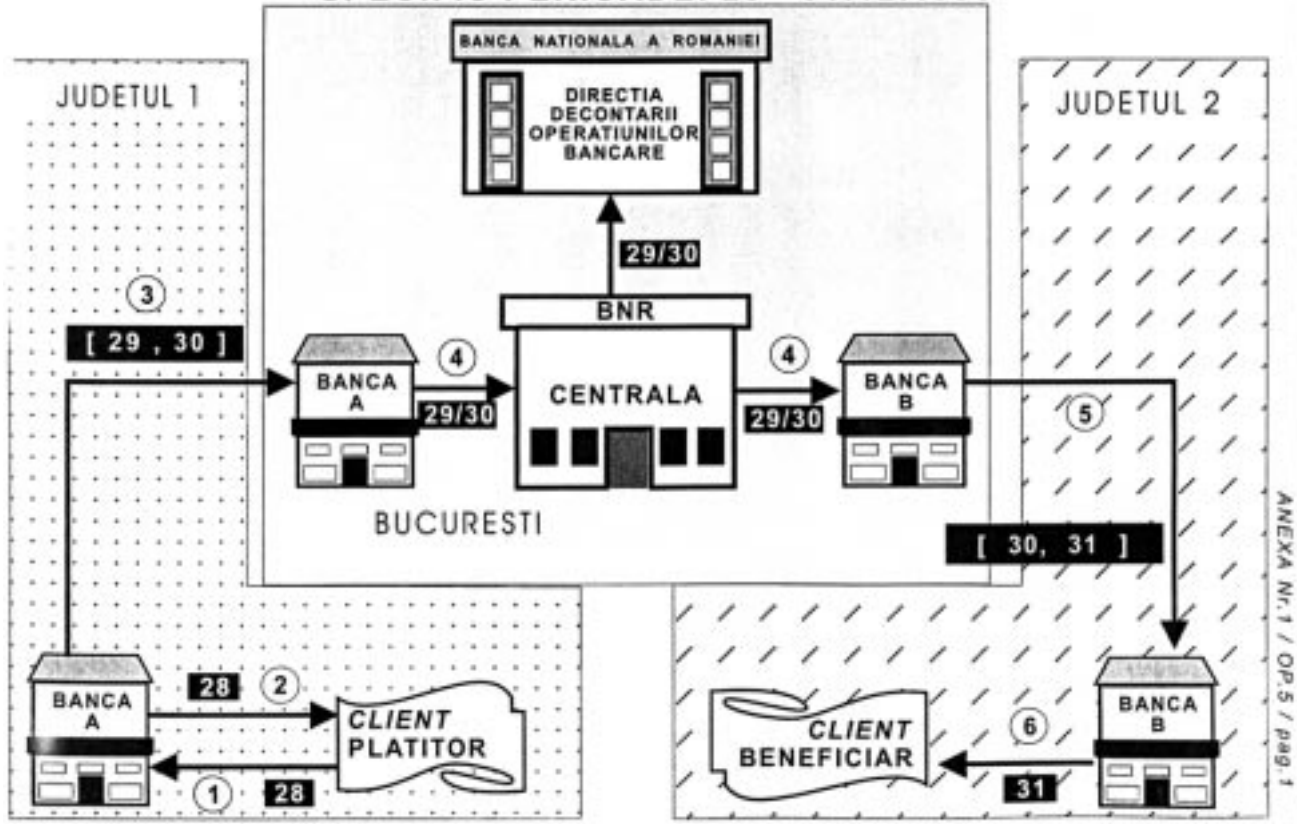 BANCA NATIONALA A ROMANIEI
DIRECTIA
DECONTARII
OPERATIUNILOR
BANCARE
JUDETUL 1
JUDETUL 2
29/30
3
[ 29 , 30 ]
BNR
CENTRALA
BANCA
A
4
29/30
4
29/30
BANCA
B
5
BUCURESTI
[ 30, 31 ]
BANCA
A
28
2
CLIENT
PLATITOR
1
28
CLIENT
BENEFICIAR
6
31
BANCA
B
ANEXA Nr.1 / OP.5 / pag.1